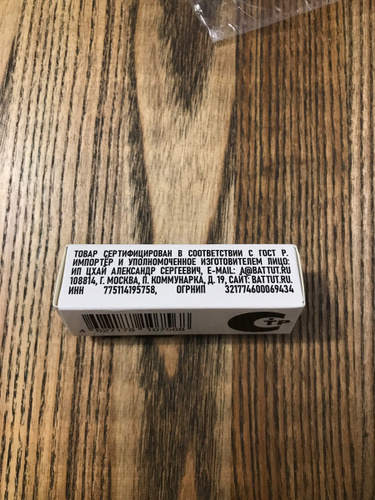 ТОВАР СЕРТИФИЦИРОВАН В СООТВЕТСТВИИ С ГОСТ Р.
ИМПОРТЁР И УПОЛНОМОЧЕННОЕ ИЗГОТОВИТЕЛЕМ ЛИЦО:
ИП ЦХАЙ АЛЕКСАНДР СЕРГЕЕВИЧ, E-MAIL: A@BATTUT.RU
108814, Г. МОСКВА, П. КОММУНАРКА, Д. 19, САЙТ: BATTUT.RU.
ИНН 775114195758, ОГРНИП 321774600069434